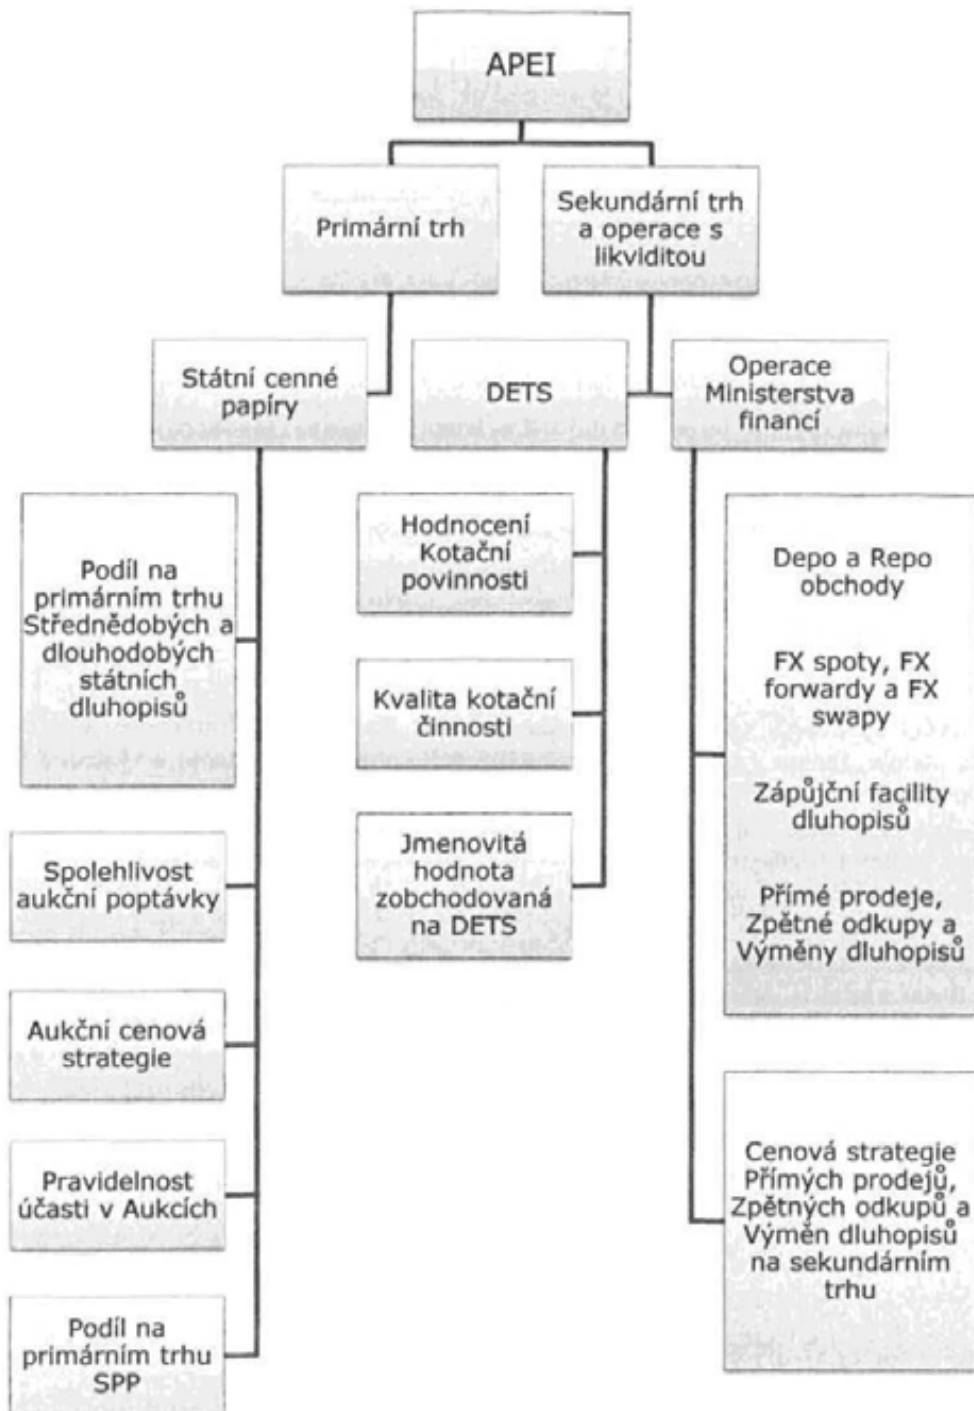 APEI
Primární trh
Sekundární trh
a operace s
likviditou
Státní cenné
papíry
DETS
Operace
Ministerstva
financí
Podíl na
primárním trhu
Střednědobých a
dlouhodobých
státních
dluhopisů
Spolehlivost
aukční poptávky
Aukční cenová
strategie
Pravidelnost
účasti v Aukcích
Podíl na
primárním trhu
SPP
Hodnocení
Kotační
povinnosti
Kvalita kotační
činnosti
Jmenovitá
hodnota
zobchodovaná
na DETS
Depo a Repo
obchody
FX spoty, FX
forwardy a FX
swapy
Zápůjční facility
dluhopisů
Přímé prodeje,
Zpětné odkupy a
Výměny dluhopisů
Cenová strategie
Přímých prodejů,
Zpětných odkupů a
Výměn dluhopisů
na sekundárním
trhu